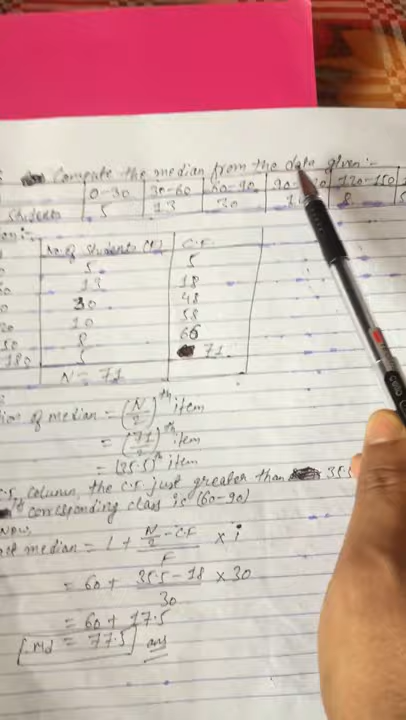 Compute the median from the data given :-
0-30 30-60 60-90 120-150
students 5 13 30 8
No. of students (f) C.F
5 5
13 18
30 48
10 58
8 66
180 5 71
N = 71
of median = (N/2)th item
= (71/2)th item
= (35.5)th item
column, the C.F just greater than 35.5
corresponding class is (60-90)
Now,
median = L + N/2 - C.F / F × i
= 60 + 35.5 - 18 / 30 × 30
= 60 + 17.5
[Md = 77.5] ans